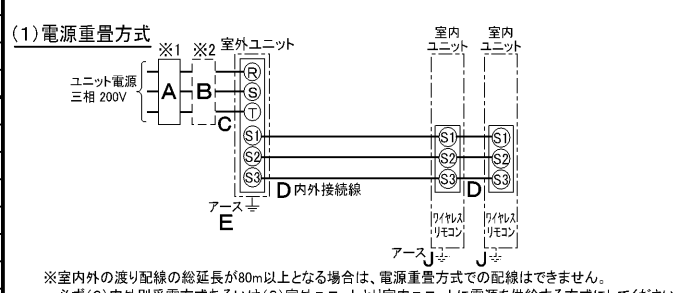 (1)電源重畳方式
※1 ※2 室外ユニット
室内ユニット
室内ユニット
ユニット電源
三相 200V
A
B
C
R
S
T
S1
S2
S3
D 内外接続線
アース
E
S1
S2
S3
D
S1
S2
S3
ワイヤレス
リモコン
ワイヤレス
リモコン
アース J
J
※室内外の渡り配線の総延長が80m以上となる場合は、電源重畳方式での配線はできません。